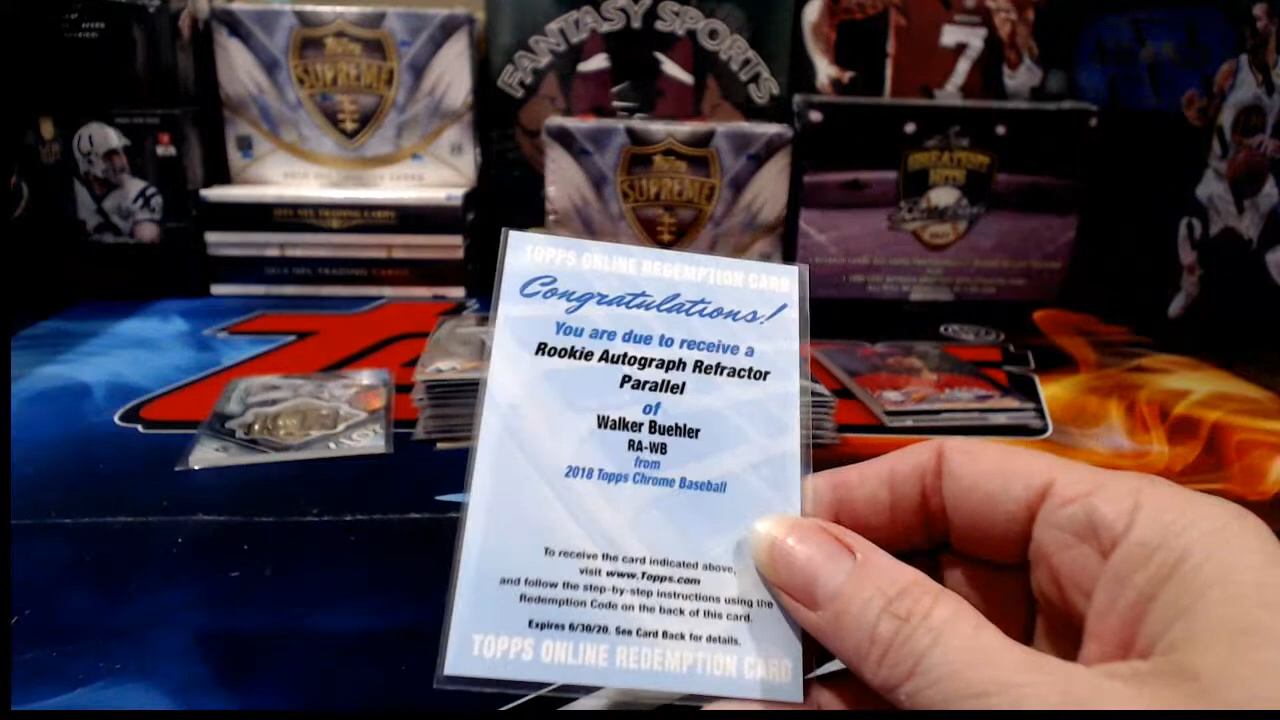 FANTASY SPORTS
Topps
SUPREME
Topps
SUPREME
GREATEST
HITS
7
TOPPS ONLINE REDEMPTION CARD
Congratulations!
You are due to receive a
Rookie Autograph Refractor
Parallel
of
Walker Buehler
RA-WB
from
2018 Topps Chrome Baseball
To receive the card indicated above,
visit www.Topps.com
and follow the step-by-step instructions using the
Redemption Code on the back of this card.
Expires 6/30/20. See Card Back for details.
TOPPS ONLINE REDEMPTION CARD